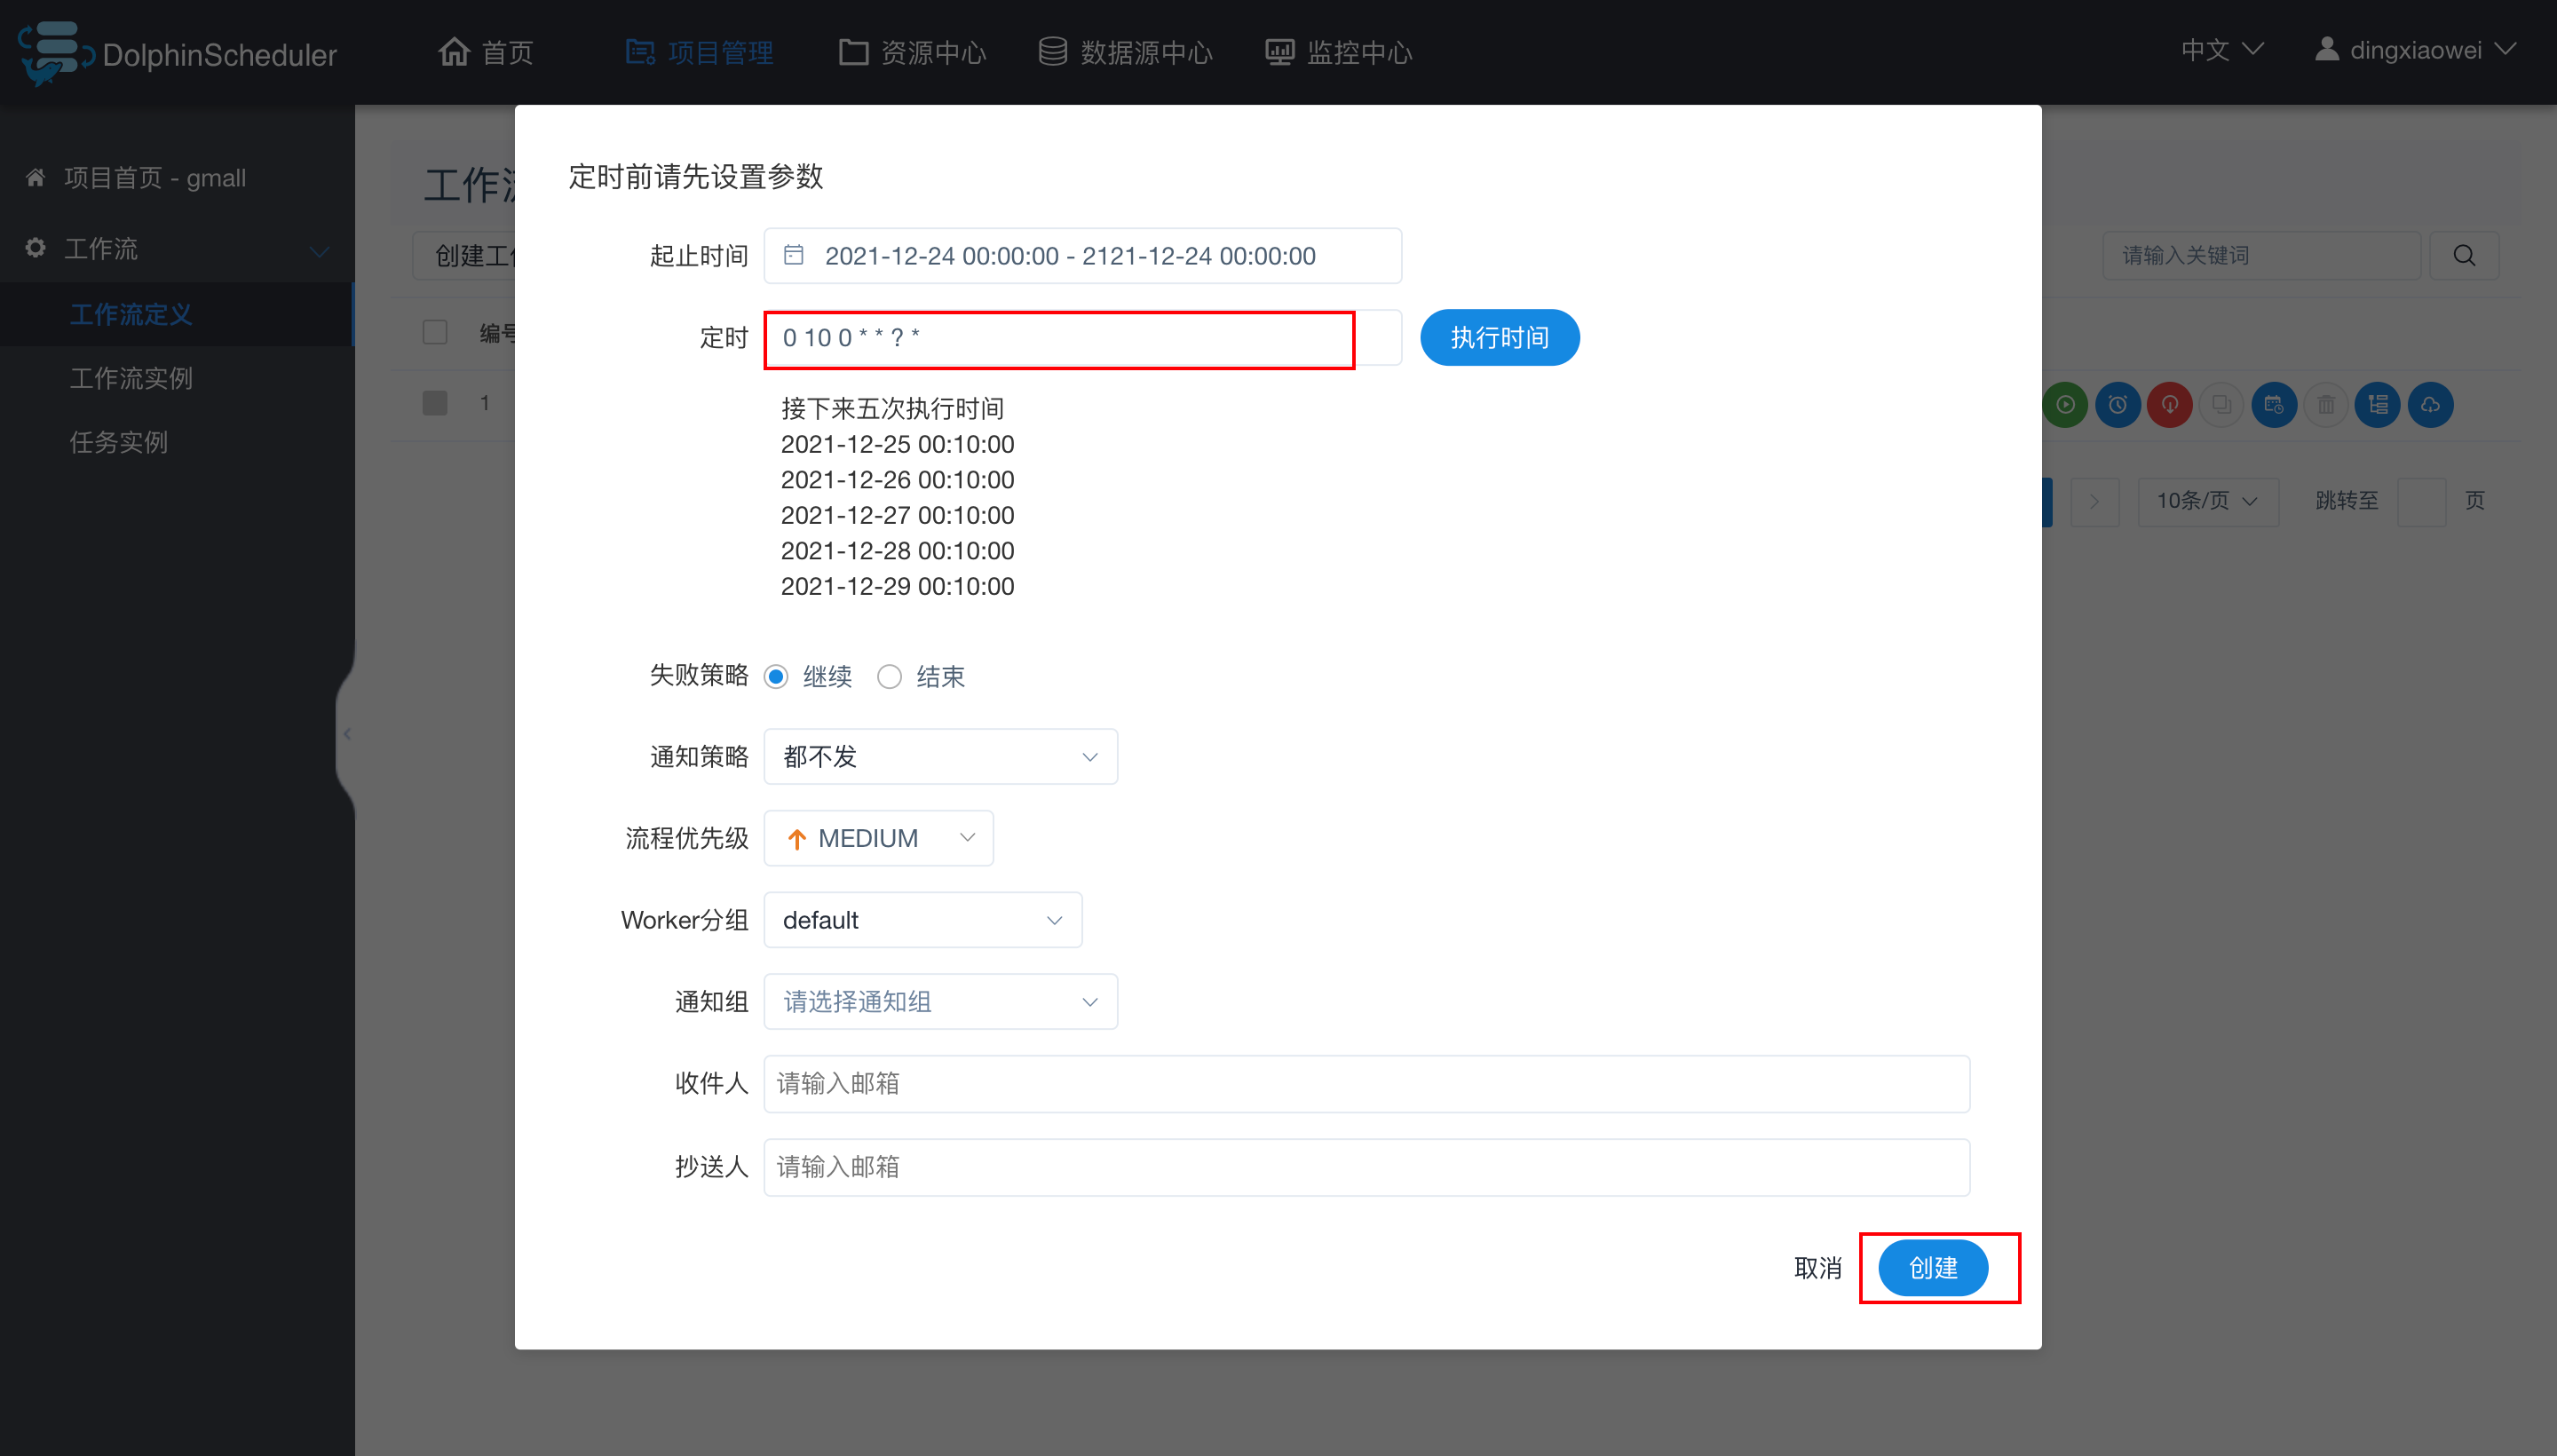 DolphinScheduler
首页
项目管理
资源中心
数据源中心
监控中心
中文
dingxiaowei
项目首页 - gmall
工作流
工作流定义
工作流实例
任务实例
工作
创建工
请输入关键词
编号
1
10条/页
跳转至
页
定时前请先设置参数
起止时间
2021-12-24 00:00:00 - 2121-12-24 00:00:00
定时
0 10 0 * * ? *
执行时间
接下来五次执行时间
2021-12-25 00:10:00
2021-12-26 00:10:00
2021-12-27 00:10:00
2021-12-28 00:10:00
2021-12-29 00:10:00
失败策略
继续
结束
通知策略
都不发
流程优先级
MEDIUM
Worker分组
default
通知组
请选择通知组
收件人
请输入邮箱
抄送人
请输入邮箱
取消
创建